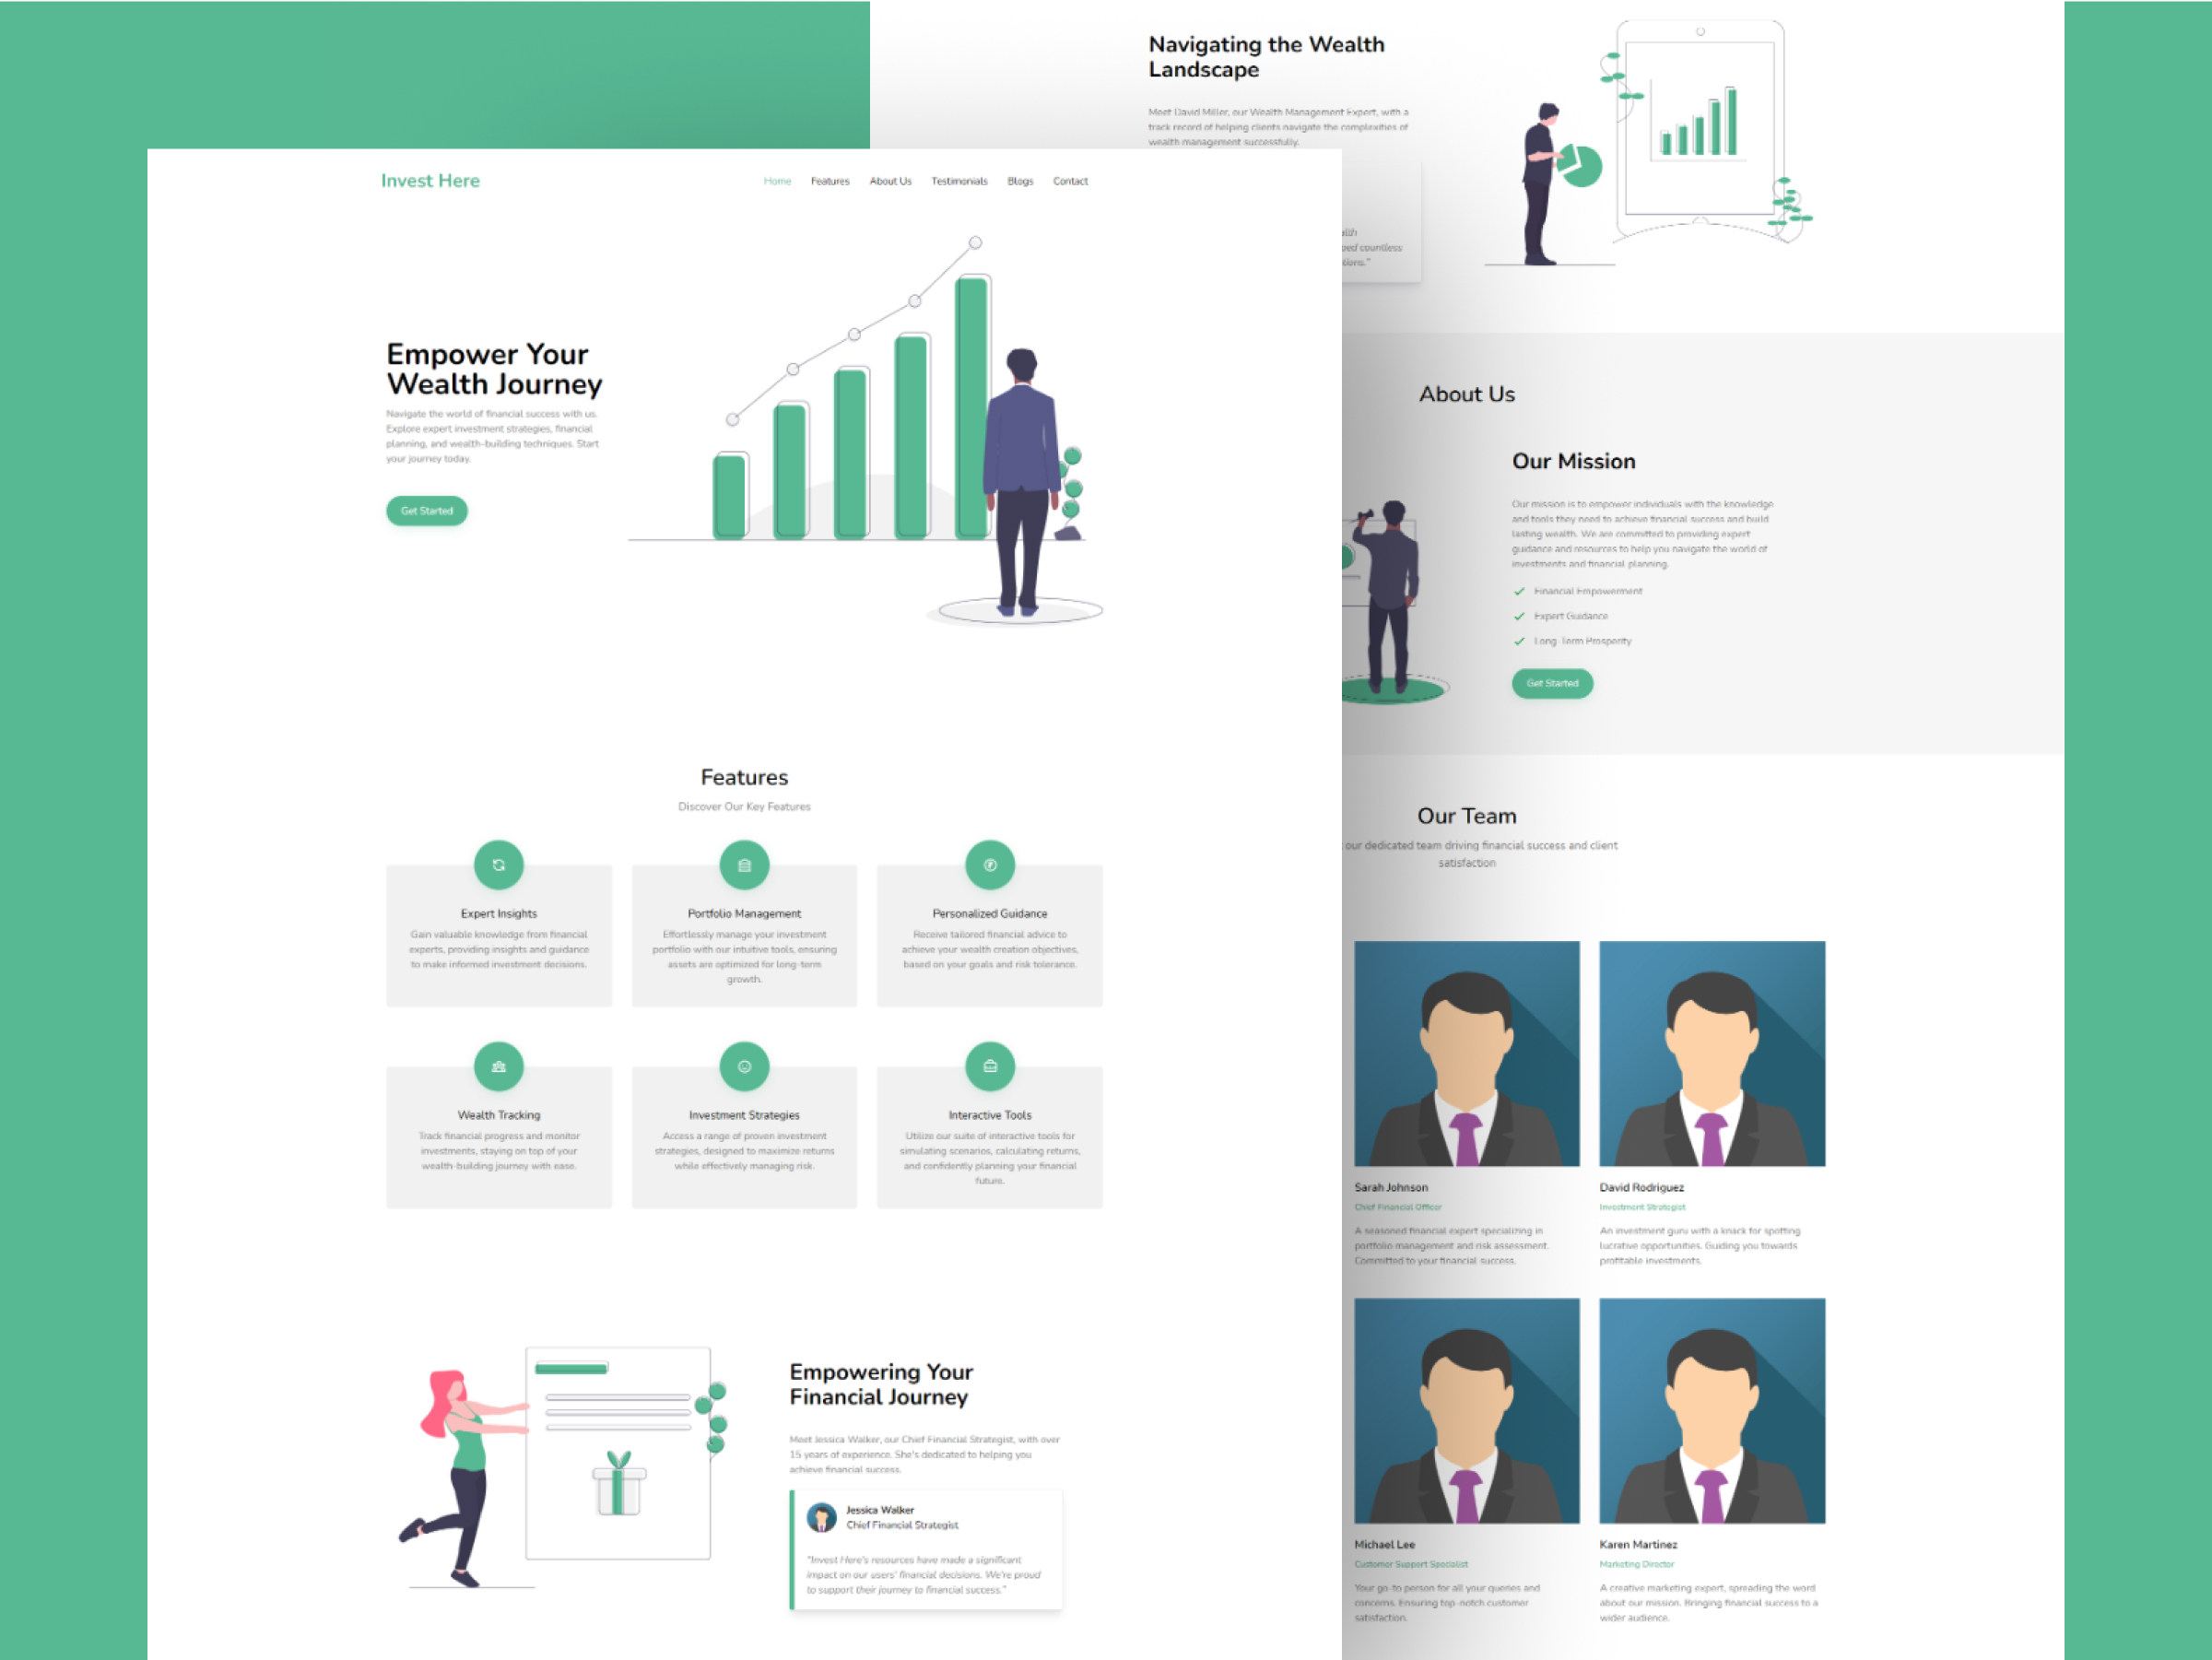 Invest Here
Home Features About Us Testimonials Blogs Contact
Empower Your
Wealth Journey
Navigate the world of financial success with us.
Explore expert investment strategies, financial
planning, and wealth-building techniques. Start
your journey today.
Get Started
Features
Discover Our Key Features
Expert Insights
Gain valuable knowledge from financial
experts, providing insights and guidance
to make informed investment decisions.
Portfolio Management
Effortlessly manage your investment
portfolio with our intuitive tools, ensuring
assets are optimized for long-term
growth.
Personalized Guidance
Receive tailored financial advice to
achieve your wealth creation objectives,
based on your goals and risk tolerance.
Wealth Tracking
Track financial progress and monitor
investments, staying on top of your
wealth-building journey with ease.
Investment Strategies
Access a range of proven investment
strategies, designed to maximize returns
while effectively managing risk.
Interactive Tools
Utilize our suite of interactive tools for
simulating scenarios, calculating returns,
and confidently planning your financial
future.
Empowering Your
Financial Journey
Meet Jessica Walker, our Chief Financial Strategist, with over
15 years of experience. She's dedicated to helping you
achieve financial success.
Jessica Walker
Chief Financial Strategist
"Invest Here's resources have made a significant
impact on our users' financial decisions. We're proud
to support their journey to financial success."
Navigating the Wealth
Landscape
Meet David Miller, our Wealth Management Expert, with a
track record of helping clients navigate the complexities of
wealth management successfully.
countless
About Us
Our Mission
Our mission is to empower individuals with the knowledge
and tools they need to achieve financial success and build
lasting wealth. We are committed to providing expert
guidance and resources to help you navigate the world of
investments and financial planning.
Financial Empowerment
Expert Guidance
Long-Term Prosperity
Get Started
Our Team
our dedicated team driving financial success and client
satisfaction
Sarah Johnson
Chief Financial Officer
A seasoned financial expert specializing in
portfolio management and risk assessment.
Committed to your financial success.
David Rodriguez
Investment Strategist
An investment guru with a knack for spotting
lucrative opportunities. Guiding you towards
profitable investments.
Michael Lee
Customer Support Specialist
Your go-to person for all your queries and
concerns. Ensuring top-notch customer
satisfaction.
Karen Martinez
Marketing Director
A creative marketing expert, spreading the word
about our mission. Bringing financial success to a
wider audience.